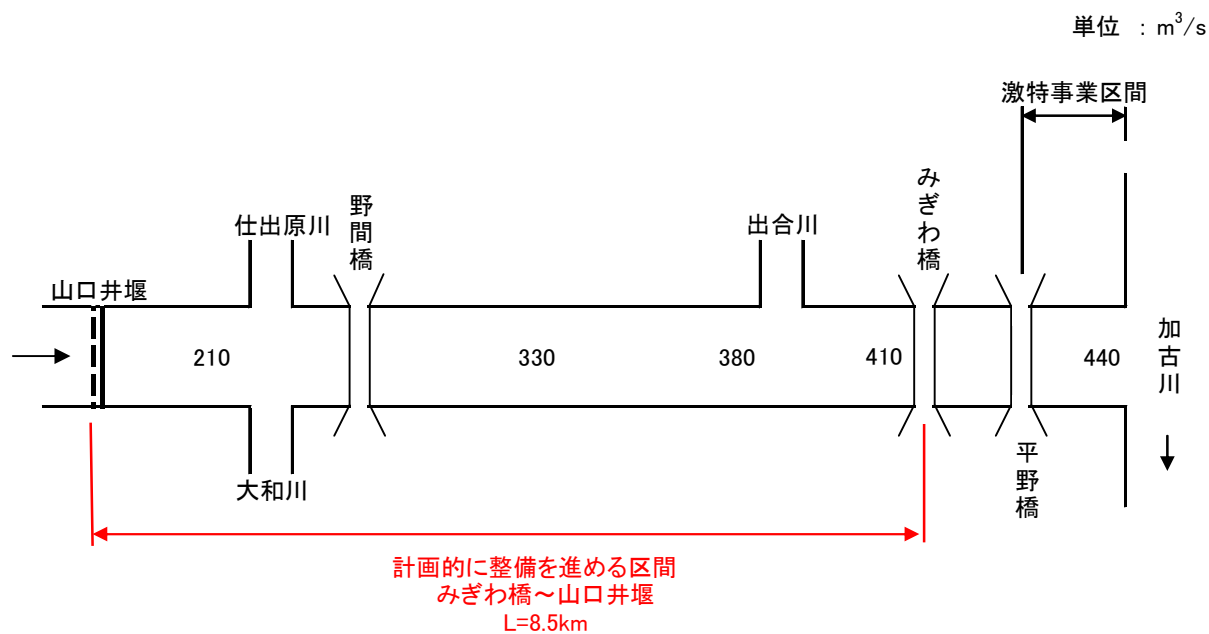 単位 : m³/s
激特事業区間
みぎわ橋
野間橋
仕出原川
出合川
山口井堰
210
330
380
410
440
加古川
平野橋
大和川
計画的に整備を進める区間
みぎわ橋～山口井堰
L=8.5km